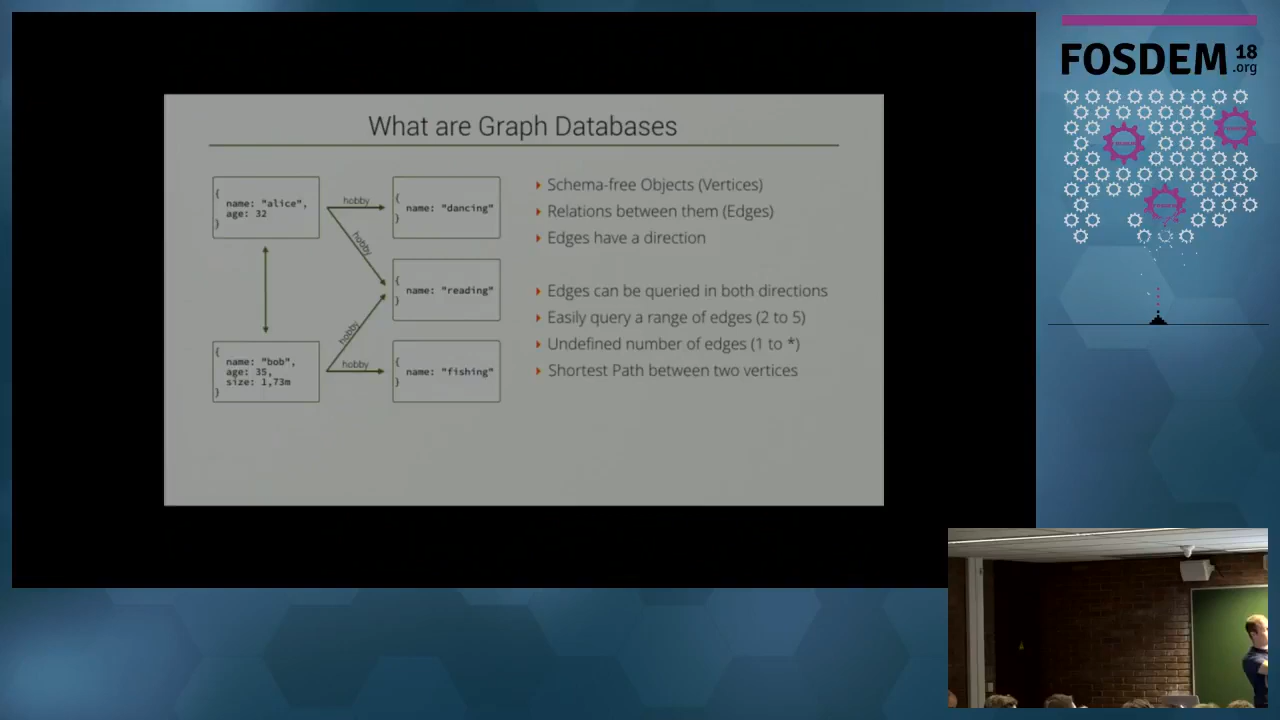 FOSDEM 18
.org
What are Graph Databases
{
name: "alice",
age: 32
}
hobby
{
name: "dancing"
}
hobby
{
name: "reading"
}
hobby
{
name: "bob",
age: 35,
size: 1,73m
}
hobby
{
name: "fishing"
}
Schema-free Objects (Vertices)
Relations between them (Edges)
Edges have a direction
Edges can be queried in both directions
Easily query a range of edges (2 to 5)
Undefined number of edges (1 to *)
Shortest Path between two vertices